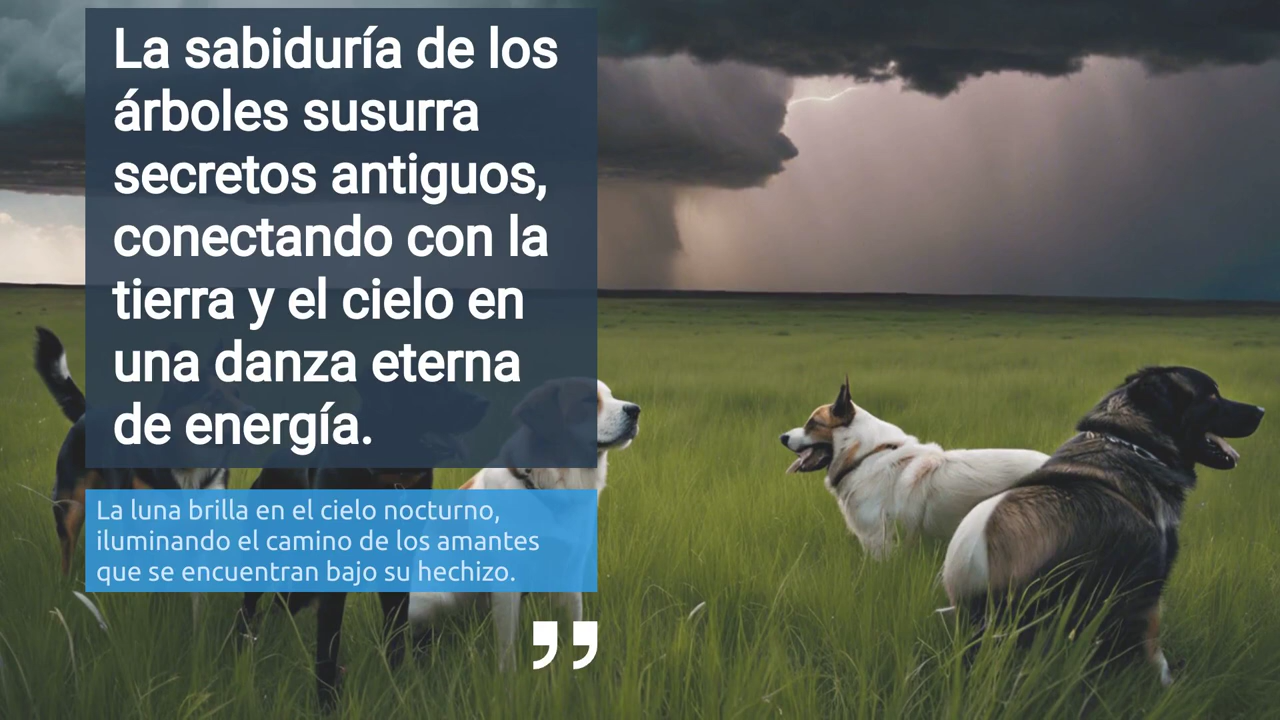 La sabiduría de los
árboles susurra
secretos antiguos,
conectando con la
tierra y el cielo en
una danza eterna
de energía.
La luna brilla en el cielo nocturno,
iluminando el camino de los amantes
que se encuentran bajo su hechizo.
”